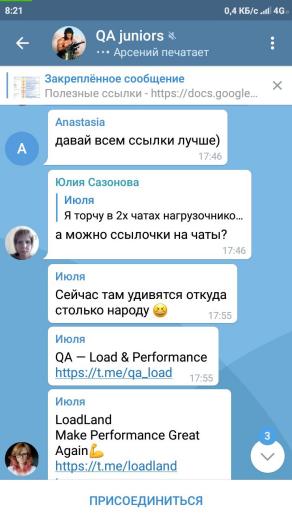 8:21
0,4 КБ/с
4G
QA juniors
Арсений печатает
Закреплённое сообщение
Полезные ссылки - https://docs.google...
Anastasia
A
давай всем ссылки лучше)
17:46
Юлия Сазонова
Июля
Я торчу в 2х чатах нагрузочнико...
а можно ссылочки на чаты?
17:46
Июля
Сейчас там удивятся откуда
столько народу 😆
17:55
Июля
QA — Load & Performance
https://t.me/qa_load
17:55
Июля
LoadLand
Make Performance Great
Again💪
https://t.me/loadland
3
ПРИСОЕДИНИТЬСЯ